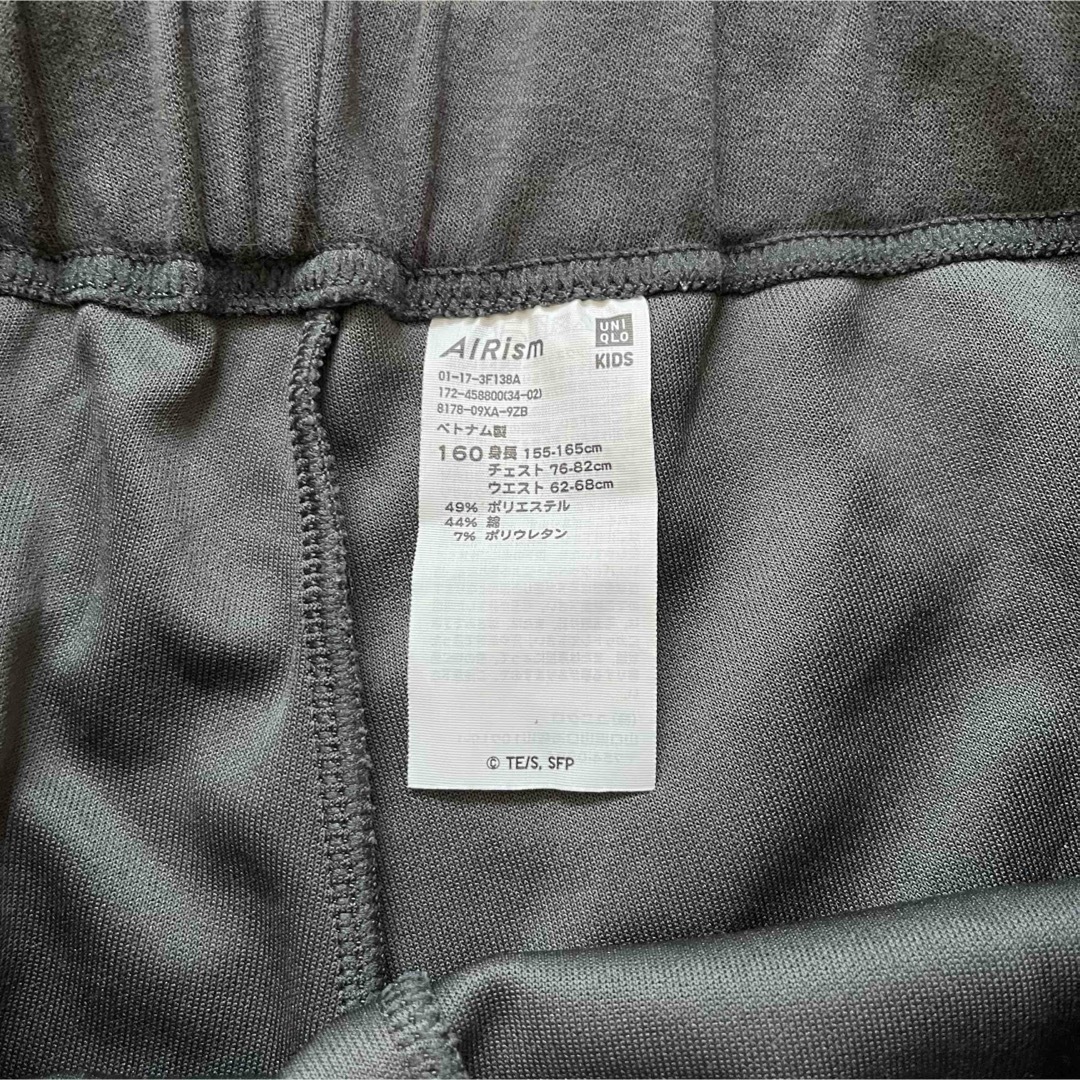 AIRism
UNI
QLO
KIDS
01-17-3F138A
172-458800(34-02)
8178-09XA-9ZB
ベトナム製
160 身長 155-165cm
チェスト 76-82cm
ウエスト 62-68cm
49% ポリエステル
44% 綿
7% ポリウレタン
© TE/S, SFP